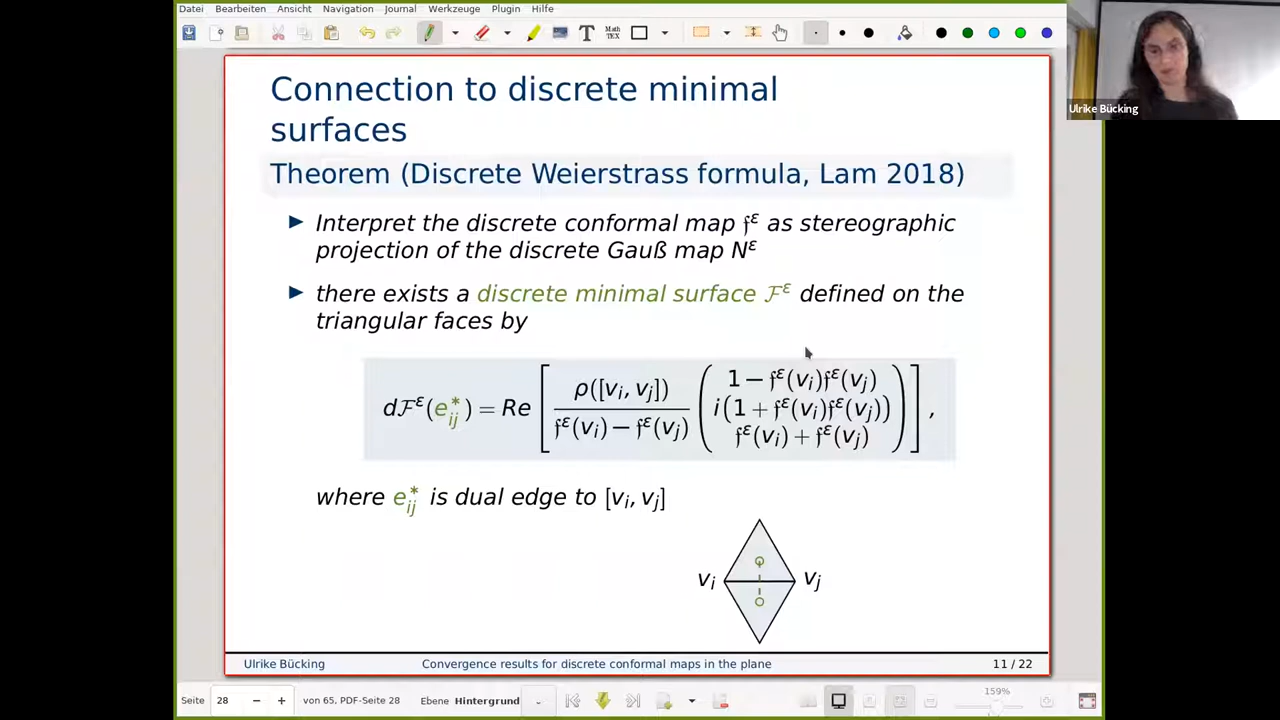 Datei Bearbeiten Ansicht Navigation Journal Werkzeuge Plugin Hilfe
T Math TEX
Ulrike Bücking
Connection to discrete minimal
surfaces
Theorem (Discrete Weierstrass formula, Lam 2018)
► Interpret the discrete conformal map 𝔣^ε as stereographic
projection of the discrete Gauß map N^ε
► there exists a discrete minimal surface ℱ^ε defined on the
triangular faces by
dℱ^ε(e*_ij) = Re [ ρ([v_i, v_j]) / (𝔣^ε(v_i) − 𝔣^ε(v_j)) ( 1 − 𝔣^ε(v_i)𝔣^ε(v_j)
i(1 + 𝔣^ε(v_i)𝔣^ε(v_j))
𝔣^ε(v_i) + 𝔣^ε(v_j) ) ] ,
where e*_ij is dual edge to [v_i, v_j]
v_i v_j
Ulrike Bücking Convergence results for discrete conformal maps in the plane 11 / 22
Seite 28 − + von 65, PDF-Seite 28 Ebene Hintergrund 159%